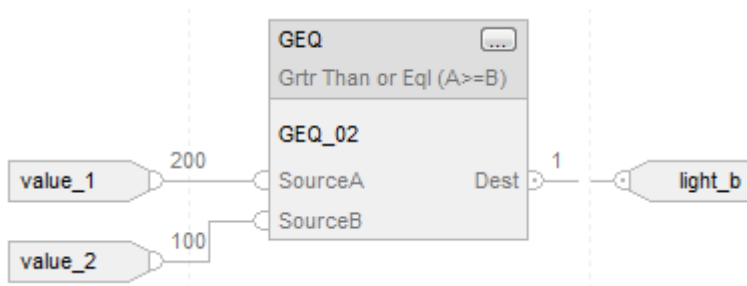 GEQ ...
Grtr Than or Eql (A>=B)
GEQ_02
value_1 200 SourceA Dest 1 light_b
value_2 100 SourceB